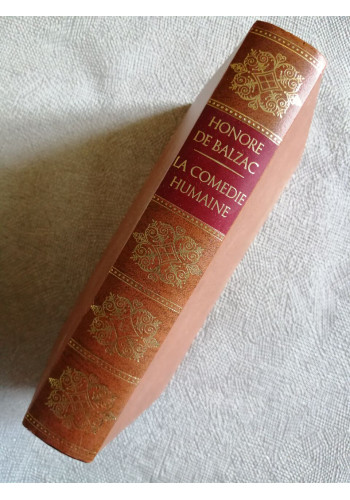 HONORE
DE BALZAC
LA COMEDIE
HUMAINE